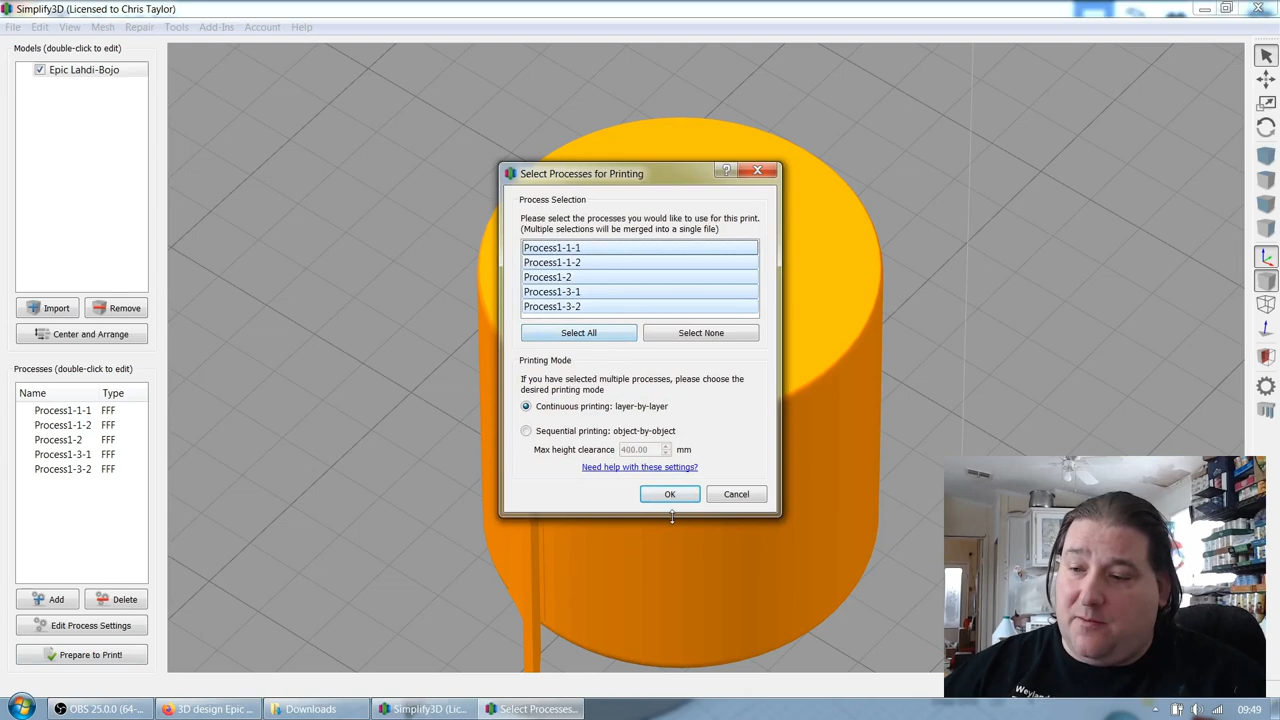 Simplify3D (Licensed to Chris Taylor)
File Edit View Mesh Repair Tools Add-Ins Account Help
Models (double-click to edit)
Epic Lahdi-Bojo
Import Remove
Center and Arrange
Processes (double-click to edit)
Name Type
Process1-1-1 FFF
Process1-1-2 FFF
Process1-2 FFF
Process1-3-1 FFF
Process1-3-2 FFF
Add Delete
Edit Process Settings
Prepare to Print!
Select Processes for Printing
Process Selection
Please select the processes you would like to use for this print.
(Multiple selections will be merged into a single file)
Process1-1-1
Process1-1-2
Process1-2
Process1-3-1
Process1-3-2
Select All Select None
Printing Mode
If you have selected multiple processes, please choose the
desired printing mode
Continuous printing: layer-by-layer
Sequential printing: object-by-object
Max height clearance 400.00 mm
Need help with these settings?
OK Cancel
Weylan
OBS 25.0.0 (64-... 3D design Epic ... Downloads Simplify3D (Lic... Select Processes... 09:49